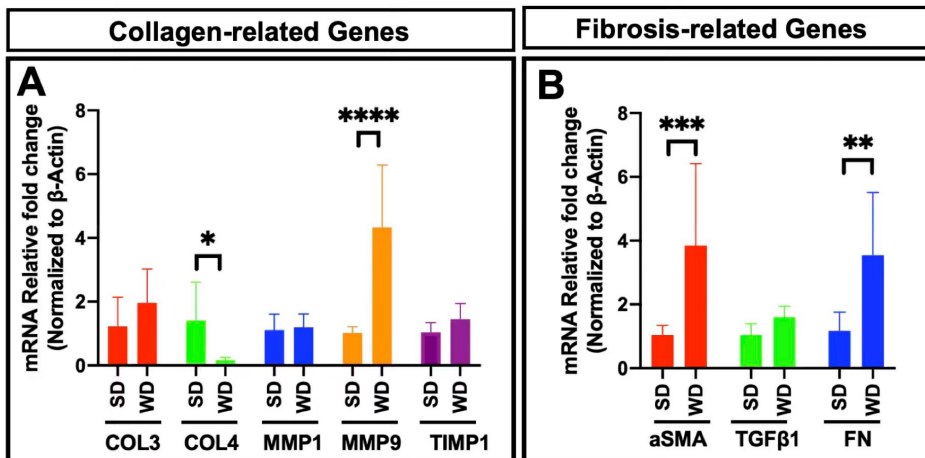 Collagen-related Genes
Fibrosis-related Genes
A
mRNA Relative fold change
(Normalized to β-Actin)
8
6
4
2
0
*
****
SD
WD
SD
WD
SD
WD
SD
WD
SD
WD
COL3
COL4
MMP1
MMP9
TIMP1
B
mRNA Relative fold change
(Normalized to β-Actin)
8
6
4
2
0
***
**
SD
WD
SD
WD
SD
WD
aSMA
TGFβ1
FN